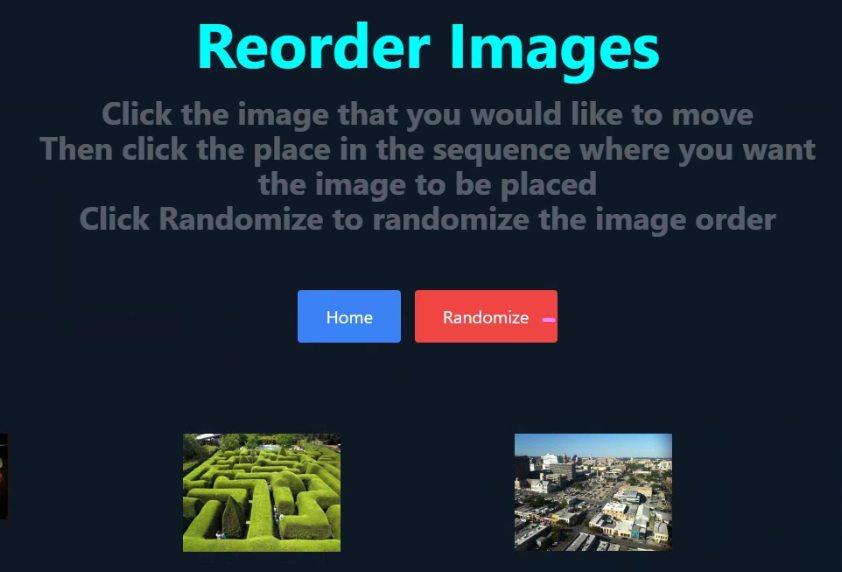 Reorder Images
Click the image that you would like to move
Then click the place in the sequence where you want
the image to be placed
Click Randomize to randomize the image order
Home
Randomize